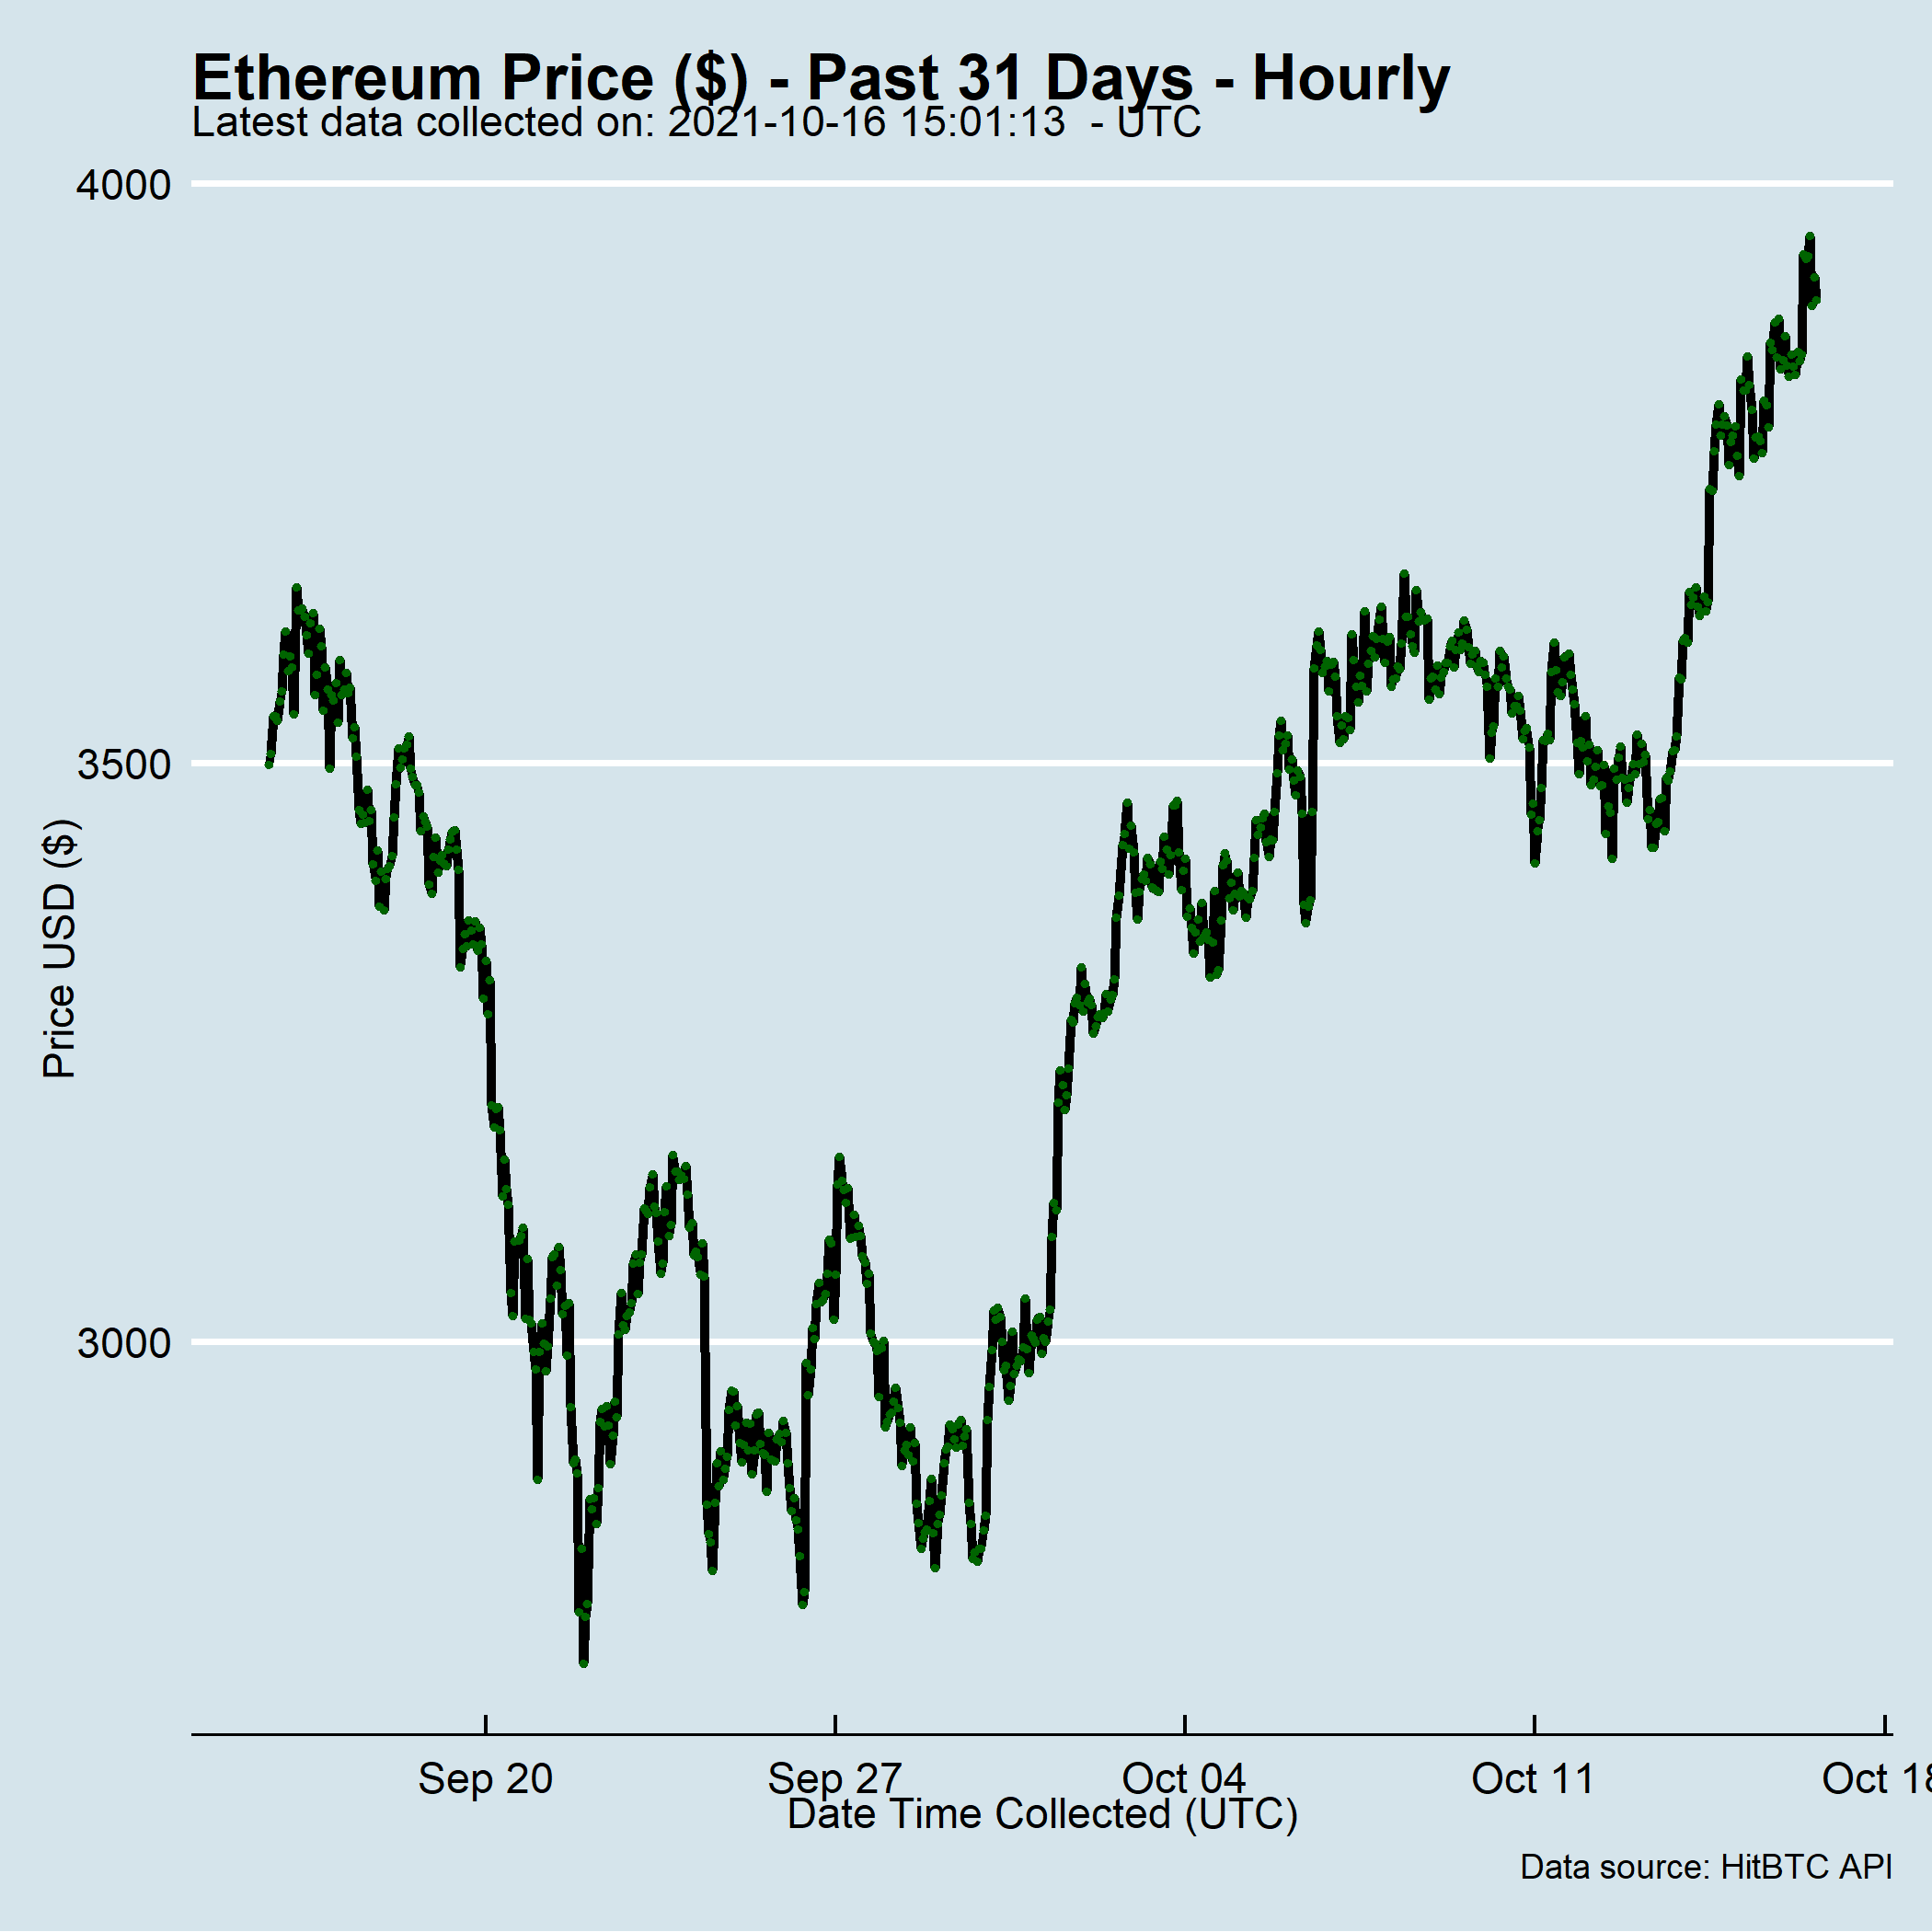 Ethereum Price ($) - Past 31 Days - Hourly
Latest data collected on: 2021-10-16 15:01:13  - UTC
4000
3500
3000
Price USD ($)
Sep 20 Sep 27 Oct 04 Oct 11 Oct 18
Date Time Collected (UTC)
Data source: HitBTC API